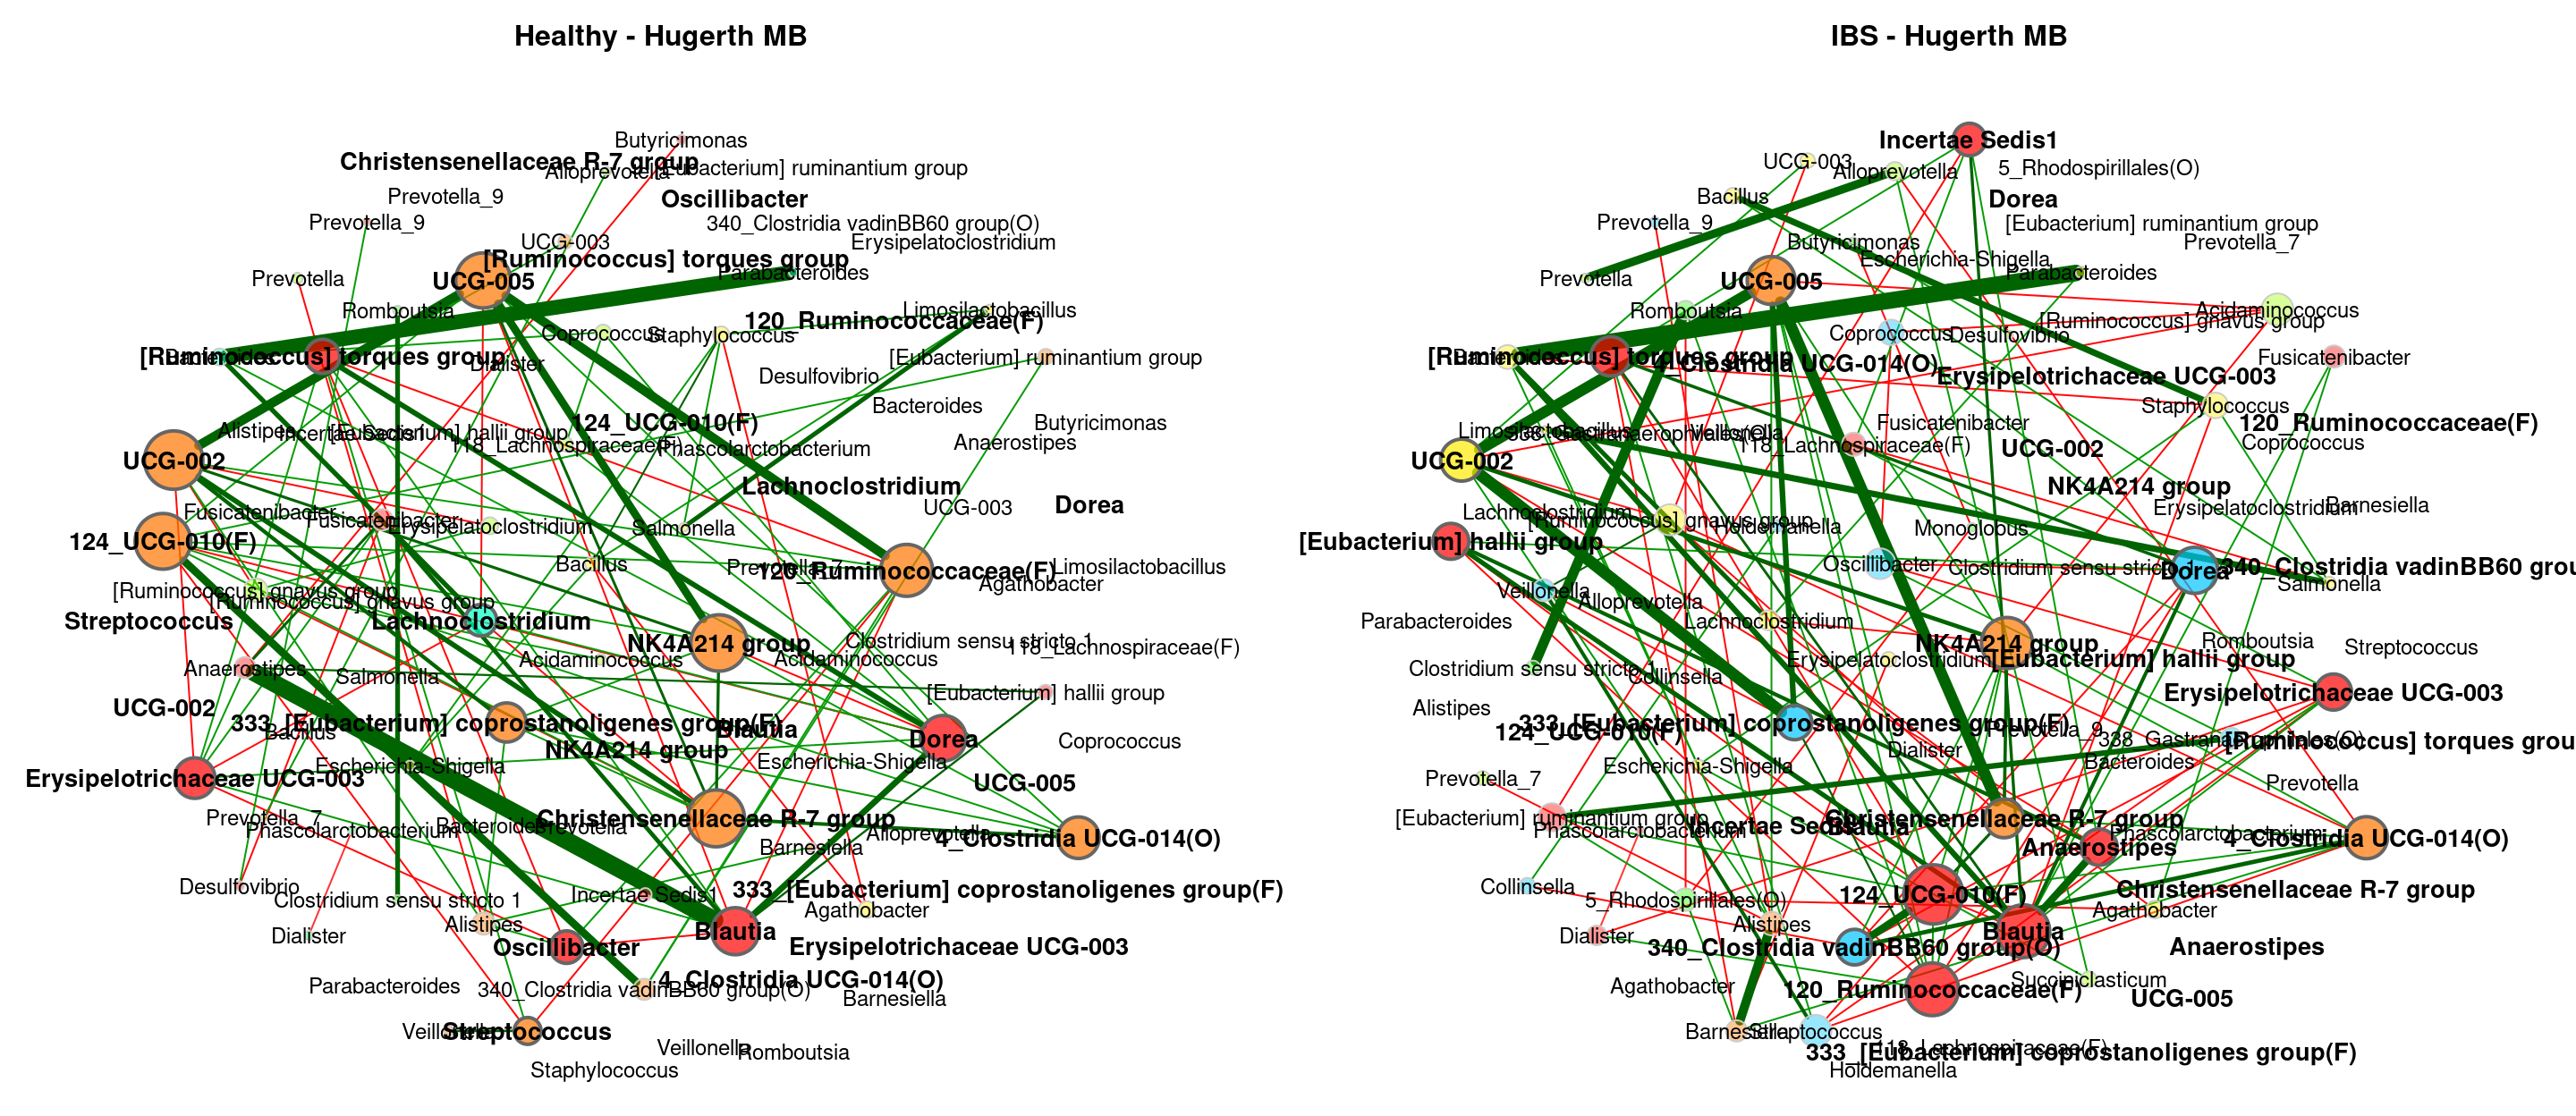 Healthy - Hugerth MB
Butyricimonas
Christensenellaceae R-7 group
Alloprevotella
[Eubacterium] ruminantium group
Prevotella_9
Oscillibacter
Prevotella_9
340_Clostridia vadinBB60 group(O)
UCG-003
Erysipelatoclostridium
[Ruminococcus] torques group
Prevotella
UCG-005
Parabacteroides
Romboutsia
Limosilactobacillus
120_Ruminococcaceae(F)
Coprococcus
Staphylococcus
[Ruminococcus] torques group
Dialister
[Eubacterium] ruminantium group
Desulfovibrio
Bacteroides
124_UCG-010(F)
Butyricimonas
Alistipes
Incertae Sedis1
[Eubacterium] hallii group
118_Lachnospiraceae(F)
Phascolarctobacterium
Anaerostipes
UCG-002
Lachnoclostridium
UCG-003
Dorea
Fusicatenibacter
Fusicatenibacter
Erysipelatoclostridium
Salmonella
124_UCG-010(F)
Bacillus
Prevotella_7
120_Ruminococcaceae(F)
Limosilactobacillus
Agathobacter
[Ruminococcus] gnavus group
[Ruminococcus] gnavus group
Streptococcus
Lachnoclostridium
NK4A214 group
Clostridium sensu stricto 1
118_Lachnospiraceae(F)
Anaerostipes
Salmonella
Acidaminococcus
Acidaminococcus
[Eubacterium] hallii group
UCG-002
333_[Eubacterium] coprostanoligenes group(F)
Bacillus
Blautia
Dorea
Coprococcus
NK4A214 group
Escherichia-Shigella
Escherichia-Shigella
Erysipelotrichaceae UCG-003
UCG-005
Prevotella_7
Phascolarctobacterium
Bacteroides
Prevotella
Christensenellaceae R-7 group
Alloprevotella
4_Clostridia UCG-014(O)
Barnesiella
Desulfovibrio
Clostridium sensu stricto 1
Incertae Sedis1
333_[Eubacterium] coprostanoligenes group(F)
Agathobacter
Dialister
Alistipes
Oscillibacter
Blautia
Erysipelotrichaceae UCG-003
Parabacteroides
340_Clostridia vadinBB60 group(O)
4_Clostridia UCG-014(O)
Barnesiella
Veillonella
Streptococcus
Veillonella
Romboutsia
Staphylococcus
IBS - Hugerth MB
Incertae Sedis1
UCG-003
Alloprevotella
5_Rhodospirillales(O)
Bacillus
Dorea
Prevotella_9
[Eubacterium] ruminantium group
Butyricimonas
Prevotella_7
Escherichia-Shigella
Prevotella
UCG-005
Parabacteroides
Romboutsia
Acidaminococcus
[Ruminococcus] gnavus group
Coprococcus
Desulfovibrio
[Ruminococcus] torques group
4_Clostridia UCG-014(O)
Fusicatenibacter
Erysipelotrichaceae UCG-003
Staphylococcus
120_Ruminococcaceae(F)
Fusicatenibacter
Limosilactobacillus
338_Gastranaerophilales(O)
Veillonella
118_Lachnospiraceae(F)
UCG-002
Coprococcus
UCG-002
NK4A214 group
Lachnoclostridium
[Ruminococcus] gnavus group
Holdemanella
Monoglobus
Erysipelatoclostridium
Barnesiella
[Eubacterium] hallii group
Oscillibacter
Clostridium sensu stricto 1
Dorea
340_Clostridia vadinBB60 grou
Salmonella
Veillonella
Alloprevotella
Parabacteroides
Lachnoclostridium
NK4A214 group
Romboutsia
Streptococcus
Clostridium sensu stricto 1
Collinsella
Erysipelatoclostridium
[Eubacterium] hallii group
Erysipelotrichaceae UCG-003
Alistipes
333_[Eubacterium] coprostanoligenes group(F)
124_UCG-010(F)
Prevotella_9
338_Gastranaerophilales(O)
[Ruminococcus] torques grou
Dialister
Escherichia-Shigella
Bacteroides
Prevotella_7
Prevotella
[Eubacterium] ruminantium group
Phascolarctobacterium
Incertae Sedis1
Blautia
Christensenellaceae R-7 group
Anaerostipes
Phascolarctobacterium
4_Clostridia UCG-014(O)
Collinsella
5_Rhodospirillales(O)
124_UCG-010(F)
Christensenellaceae R-7 group
Agathobacter
Dialister
Alistipes
Blautia
340_Clostridia vadinBB60 group(O)
Anaerostipes
Agathobacter
120_Ruminococcaceae(F)
Succiniclasticum
UCG-005
Barnesiella
Streptococcus
118_Lachnospiraceae(F)
333_[Eubacterium] coprostanoligenes group(F)
Holdemanella